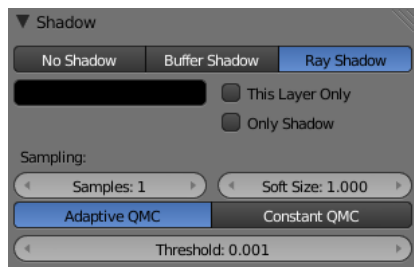 Shadow
No Shadow Buffer Shadow Ray Shadow
This Layer Only
Only Shadow
Sampling:
Samples: 1 Soft Size: 1.000
Adaptive QMC Constant QMC
Threshold: 0.001